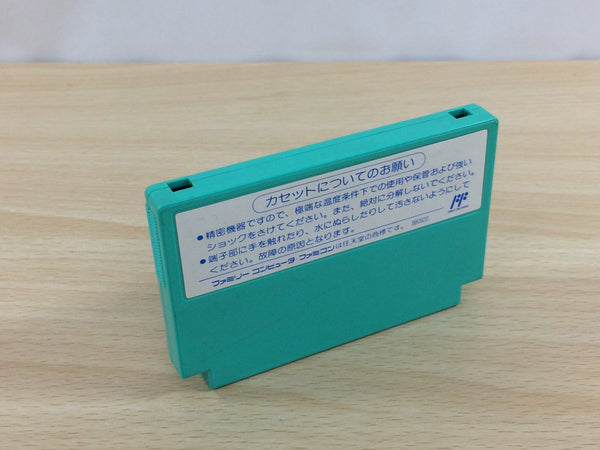 カセットについてのお願い
●精密機器ですので、極端な温度条件下での使用や保管および強い
ショックをさけてください。また、絶対に分解しないでください。
●端子部に手を触れたり、水にぬらしたりして汚さないようにして
ください。故障の原因となります。
ファミリー コンピュータ ファミコンは任天堂の商標です。